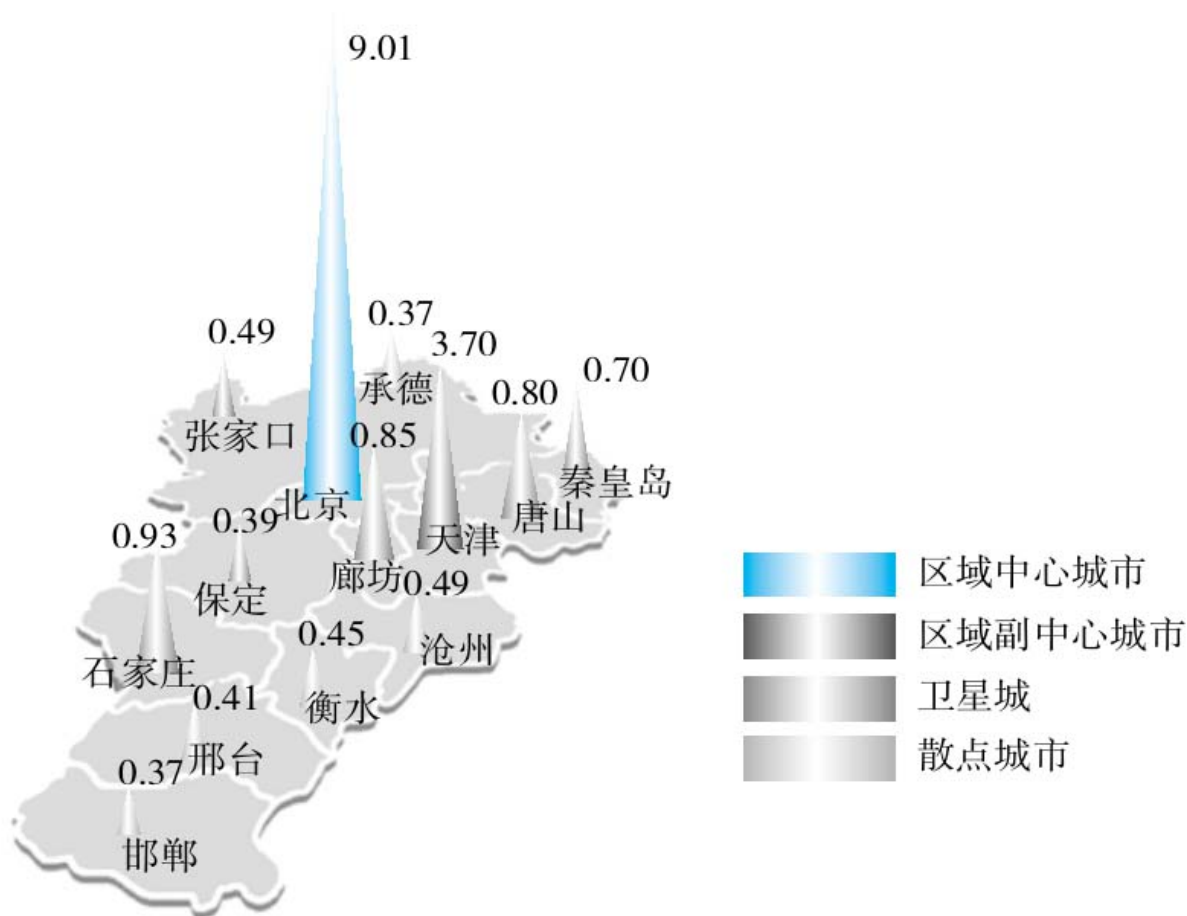 9.01
0.37
0.49
3.70
0.70
0.80
承德
张家口
0.85
秦皇岛
北京
唐山
0.39
0.93
天津
廊坊
0.49
保定
0.45
沧州
石家庄
0.41
衡水
邢台
0.37
邯郸
区域中心城市
区域副中心城市
卫星城
散点城市